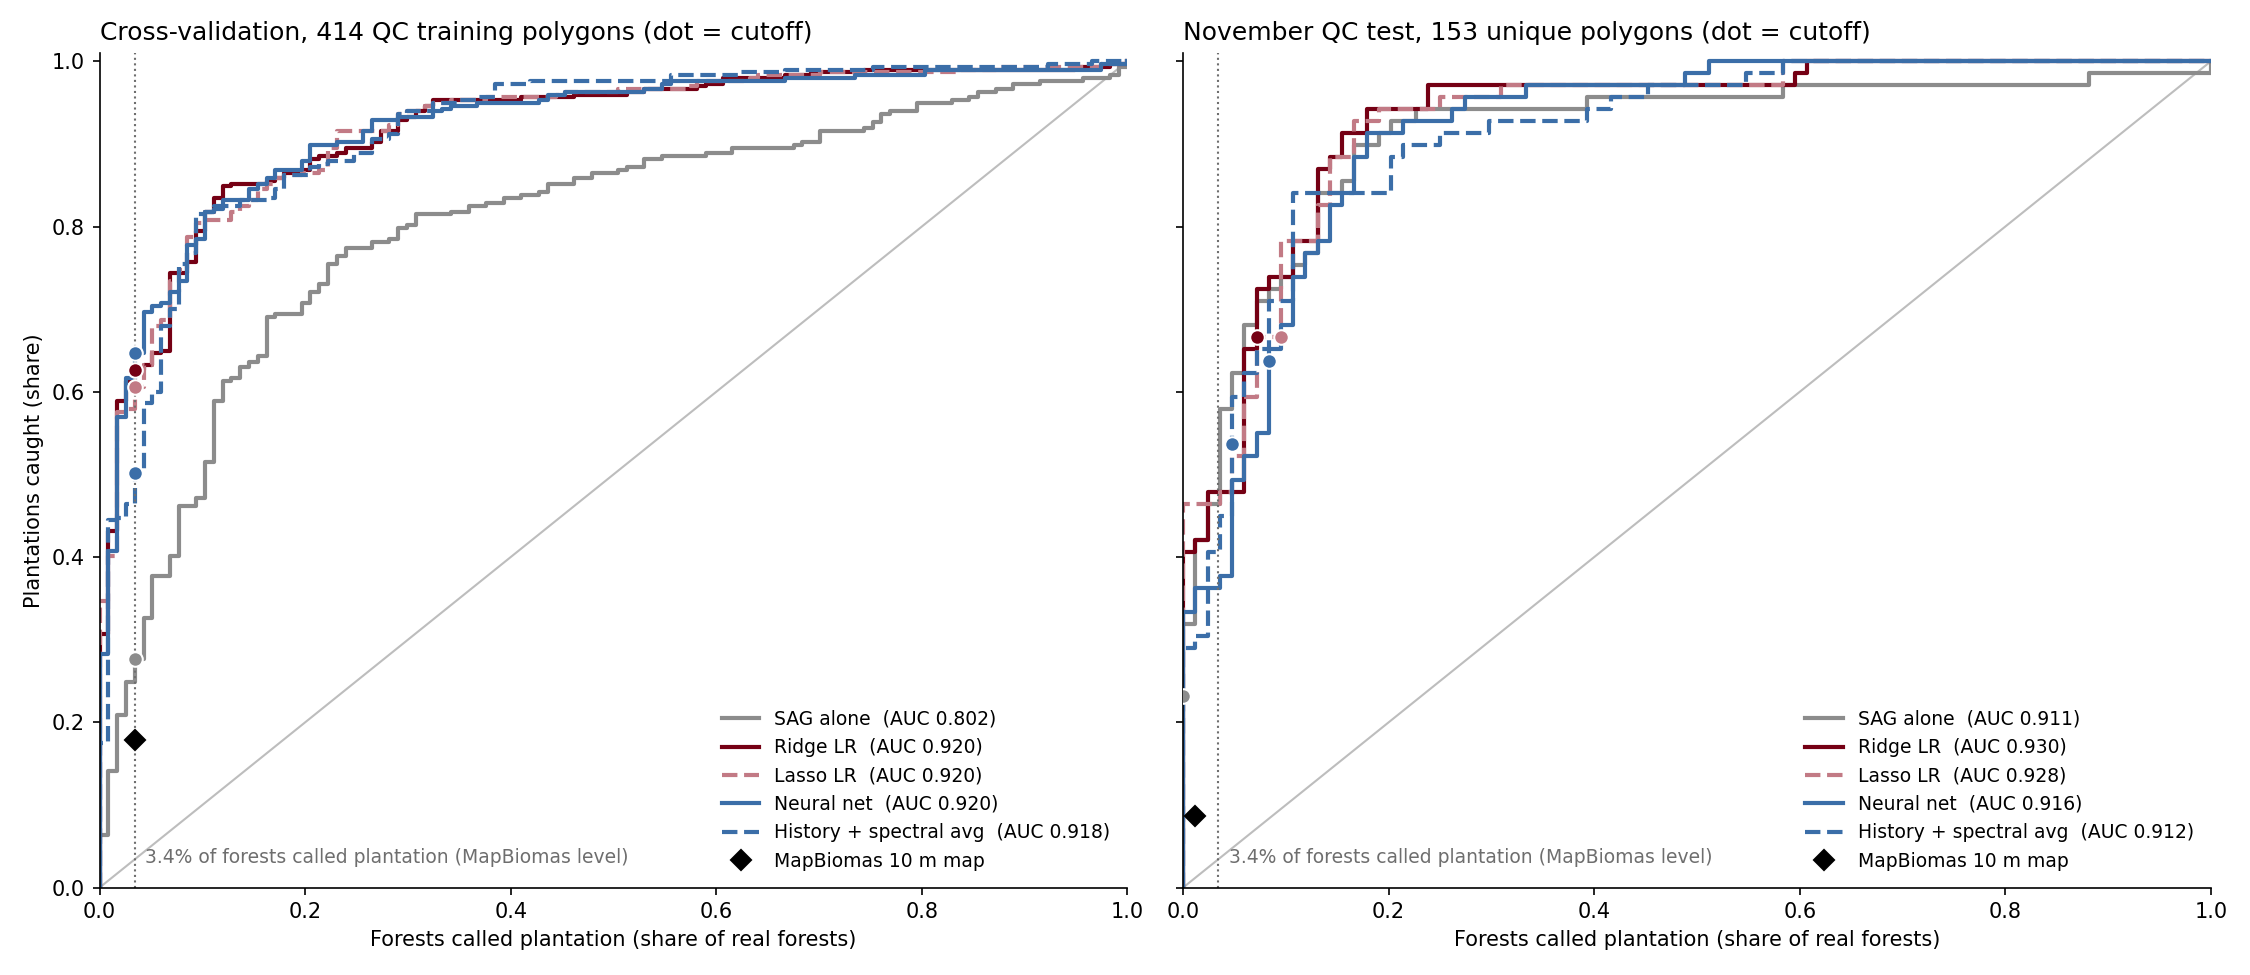 Cross-validation, 414 QC training polygons (dot = cutoff)
November QC test, 153 unique polygons (dot = cutoff)
Plantations caught (share)
1.0
0.8
0.6
0.4
0.2
0.0
SAG alone (AUC 0.802)
Ridge LR (AUC 0.920)
Lasso LR (AUC 0.920)
Neural net (AUC 0.920)
History + spectral avg (AUC 0.918)
MapBiomas 10 m map
3.4% of forests called plantation (MapBiomas level)
0.0 0.2 0.4 0.6 0.8 1.0
Forests called plantation (share of real forests)
SAG alone (AUC 0.911)
Ridge LR (AUC 0.930)
Lasso LR (AUC 0.928)
Neural net (AUC 0.916)
History + spectral avg (AUC 0.912)
MapBiomas 10 m map
3.4% of forests called plantation (MapBiomas level)
0.0 0.2 0.4 0.6 0.8 1.0
Forests called plantation (share of real forests)